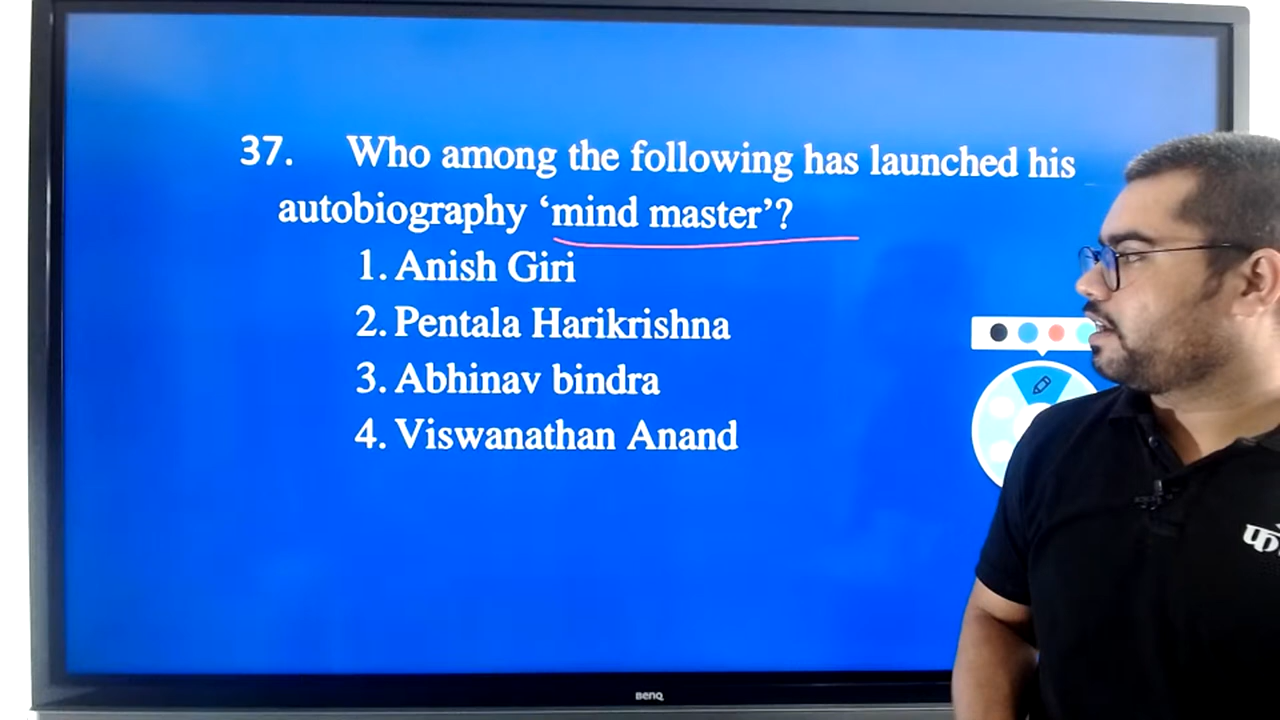 37. Who among the following has launched his
autobiography ‘mind master’?
1. Anish Giri
2. Pentala Harikrishna
3. Abhinav bindra
4. Viswanathan Anand
BenQ